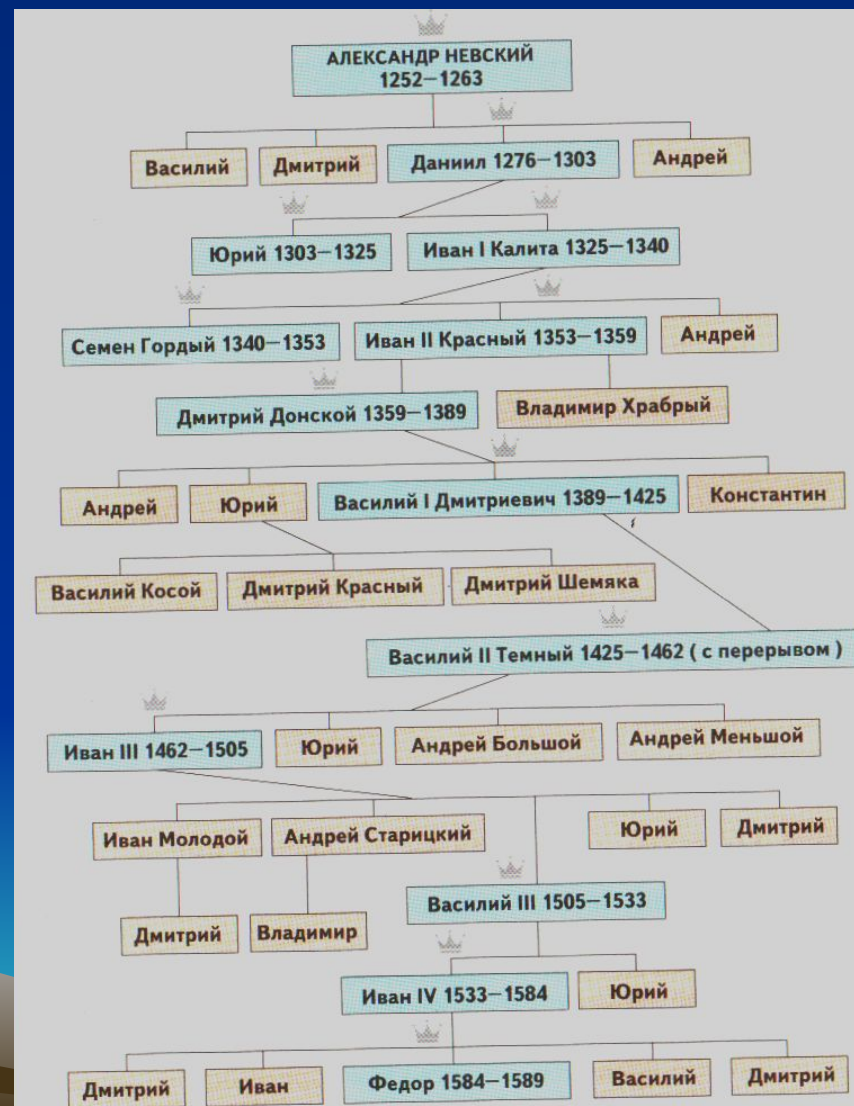 АЛЕКСАНДР НЕВСКИЙ
1252—1263
Василий
Дмитрий
Даниил 1276—1303
Андрей
Юрий 1303—1325
Иван I Калита 1325—1340
Семен Гордый 1340—1353
Иван II Красный 1353—1359
Андрей
Дмитрий Донской 1359—1389
Владимир Храбрый
Андрей
Юрий
Василий I Дмитриевич 1389—1425
Константин
Василий Косой
Дмитрий Красный
Дмитрий Шемяка
Василий II Темный 1425—1462 ( с перерывом )
Иван III 1462—1505
Юрий
Андрей Большой
Андрей Меньшой
Иван Молодой
Андрей Старицкий
Юрий
Дмитрий
Василий III 1505—1533
Дмитрий
Владимир
Иван IV 1533—1584
Юрий
Дмитрий
Иван
Федор 1584—1589
Василий
Дмитрий